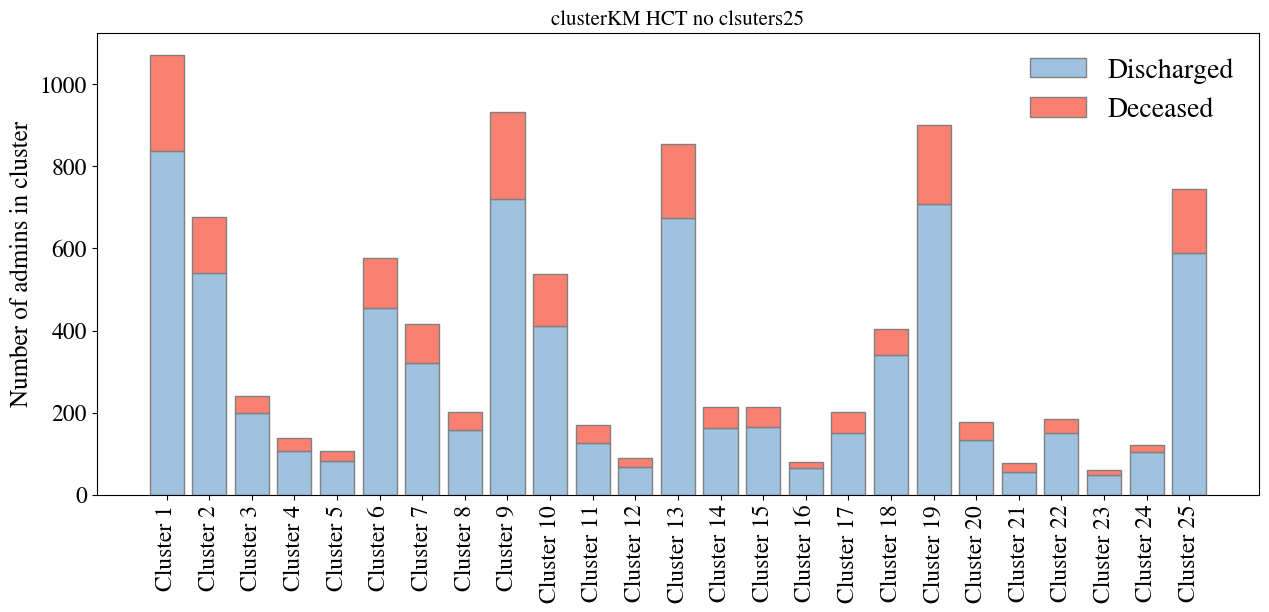 clusterKM HCT no clsuters25
Number of admins in cluster
1000
800
600
400
200
0
Discharged
Deceased
Cluster 1
Cluster 2
Cluster 3
Cluster 4
Cluster 5
Cluster 6
Cluster 7
Cluster 8
Cluster 9
Cluster 10
Cluster 11
Cluster 12
Cluster 13
Cluster 14
Cluster 15
Cluster 16
Cluster 17
Cluster 18
Cluster 19
Cluster 20
Cluster 21
Cluster 22
Cluster 23
Cluster 24
Cluster 25